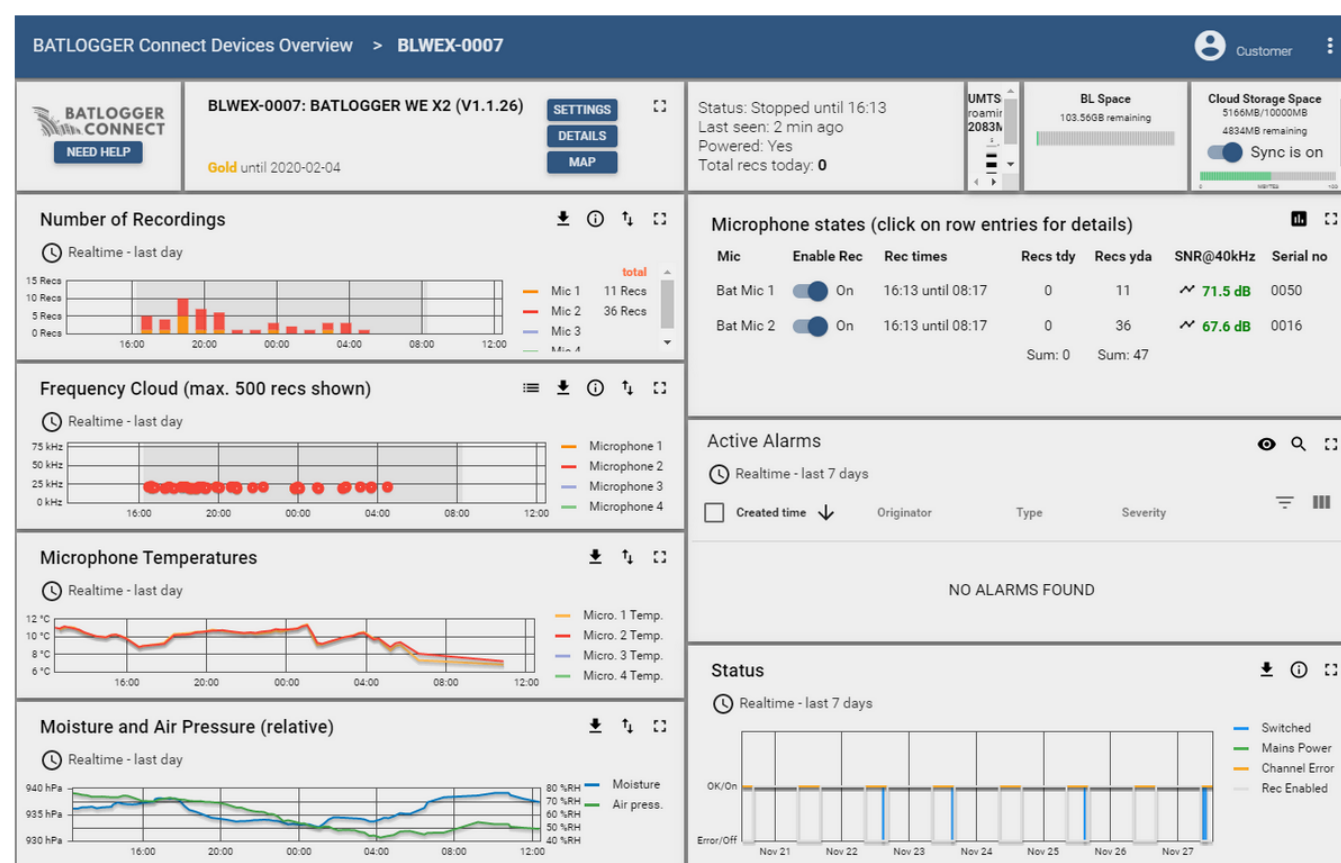 BATLOGGER Connect Devices Overview > BLWEX-0007
Customer
BATLOGGER
CONNECT
NEED HELP
BLWEX-0007: BATLOGGER WE X2 (V1.1.26)
Gold until 2020-02-04
SETTINGS
DETAILS
MAP
Status: Stopped until 16:13
Last seen: 2 min ago
Powered: Yes
Total recs today: 0
UMTS
roamin
BL Space
103.56GB remaining
Cloud Storage Space
5166MB/10000MB
4834MB remaining
Sync is on
Number of Recordings
Realtime - last day
total
15 Recs
10 Recs
5 Recs
0 Recs
16:00 20:00 00:00 04:00 08:00 12:00
Mic 1 11 Recs
Mic 2 36 Recs
Mic 3
Mic 4
Frequency Cloud (max. 500 recs shown)
Realtime - last day
75 kHz
50 kHz
25 kHz
0 kHz
16:00 20:00 00:00 04:00 08:00 12:00
Microphone 1
Microphone 2
Microphone 3
Microphone 4
Microphone Temperatures
Realtime - last day
12 °C
10 °C
8 °C
6 °C
16:00 20:00 00:00 04:00 08:00 12:00
Micro. 1 Temp.
Micro. 2 Temp.
Micro. 3 Temp.
Micro. 4 Temp.
Moisture and Air Pressure (relative)
Realtime - last day
940 hPa
935 hPa
930 hPa
80 %RH
70 %RH
60 %RH
50 %RH
40 %RH
16:00 20:00 00:00 04:00 08:00 12:00
Moisture
Air press.
Microphone states (click on row entries for details)
Mic Enable Rec Rec times Recs tdy Recs yda SNR@40kHz Serial no
Bat Mic 1 On 16:13 until 08:17 0 11 71.5 dB 0050
Bat Mic 2 On 16:13 until 08:17 0 36 67.6 dB 0016
Sum: 0 Sum: 47
Active Alarms
Realtime - last 7 days
Created time Originator Type Severity
NO ALARMS FOUND
Status
Realtime - last 7 days
OK/On
Error/Off
Nov 21 Nov 22 Nov 23 Nov 24 Nov 25 Nov 26 Nov 27
Switched
Mains Power
Channel Error
Rec Enabled